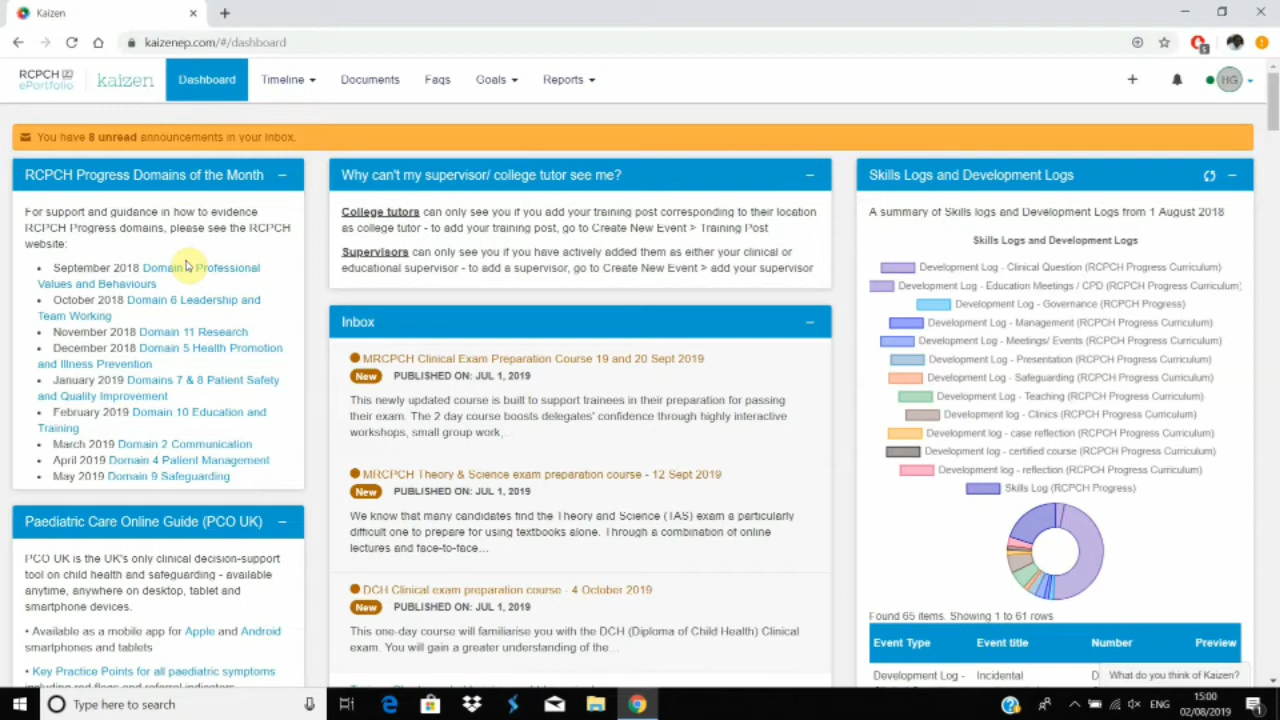 Kaizen
kaizenep.com/#/dashboard
5
RCPCH
ePortfolio
kaizen
Dashboard
Timeline
Documents
Faqs
Goals
Reports
HG
You have 8 unread announcements in your Inbox.
RCPCH Progress Domains of the Month
For support and guidance in how to evidence
RCPCH Progress domains, please see the RCPCH
website:
September 2018 Domain Professional
Values and Behaviours
October 2018 Domain 6 Leadership and
Team Working
November 2018 Domain 11 Research
December 2018 Domain 5 Health Promotion
and Illness Prevention
January 2019 Domains 7 & 8 Patient Safety
and Quality Improvement
February 2019 Domain 10 Education and
Training
March 2019 Domain 2 Communication
April 2019 Domain 4 Patient Management
May 2019 Domain 9 Safeguarding
Paediatric Care Online Guide (PCO UK)
PCO UK is the UK's only clinical decision-support
tool on child health and safeguarding - available
anytime, anywhere on desktop, tablet and
smartphone devices.
• Available as a mobile app for Apple and Android
smartphones and tablets
• Key Practice Points for all paediatric symptoms
including red flags and referral indicators
Why can't my supervisor/ college tutor see me?
College tutors can only see you if you add your training post corresponding to their location
as college tutor - to add your training post, go to Create New Event > Training Post
Supervisors can only see you if you have actively added them as either your clinical or
educational supervisor - to add a supervisor, go to Create New Event > add your supervisor
Inbox
MRCPCH Clinical Exam Preparation Course 19 and 20 Sept 2019
New PUBLISHED ON: JUL 1, 2019
This newly updated course is built to support trainees in their preparation for passing
their exam. The 2 day course boosts delegates' confidence through highly interactive
workshops, small group work,...
MRCPCH Theory & Science exam preparation course - 12 Sept 2019
New PUBLISHED ON: JUL 1, 2019
We know that many candidates find the Theory and Science (TAS) exam a particularly
difficult one to prepare for using textbooks alone. Through a combination of online
lectures and face-to-face...
DCH Clinical exam preparation course - 4 October 2019
New PUBLISHED ON: JUL 1, 2019
This one-day course will familiarise you with the DCH (Diploma of Child Health) Clinical
exam. You will gain a greater understanding of the...
Skills Logs and Development Logs
A summary of Skills logs and Development Logs from 1 August 2018
Skills Logs and Development Logs
Development Log - Clinical Question (RCPCH Progress Curriculum)
Development Log - Education Meetings / CPD (RCPCH Progress Curriculum)
Development Log - Governance (RCPCH Progress)
Development Log - Management (RCPCH Progress Curriculum)
Development Log - Meetings/ Events (RCPCH Progress Curriculum)
Development Log - Presentation (RCPCH Progress Curriculum)
Development Log - Safeguarding (RCPCH Progress Curriculum)
Development Log - Teaching (RCPCH Progress Curriculum)
Development log - Clinics (RCPCH Progress Curriculum)
Development log - case reflection (RCPCH Progress Curriculum)
Development log - certified course (RCPCH Progress Curriculum)
Development log - reflection (RCPCH Progress Curriculum)
Skills Log (RCPCH Progress)
Found 65 items. Showing 1 to 61 rows
Event Type Event title Number Preview
Development Log - Incidental D
What do you think of Kaizen?
Type here to search
ENG
15:00
02/08/2019
1